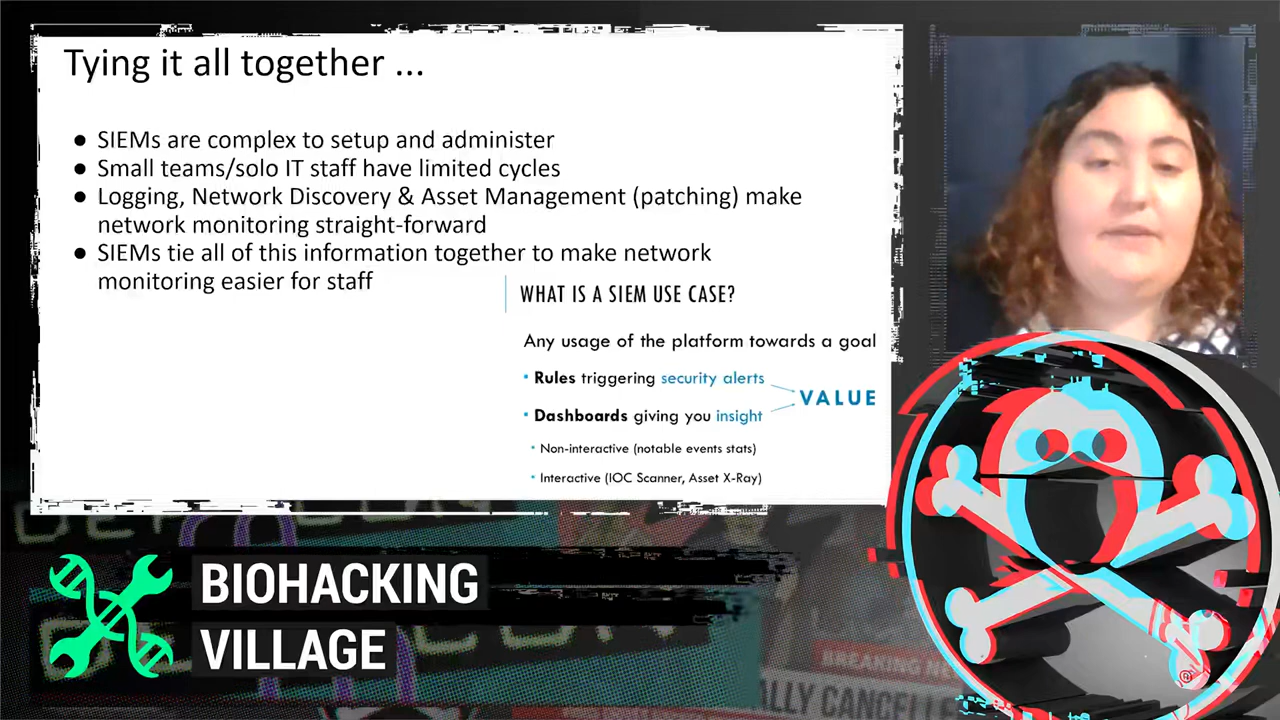 Tying it all together ...
● SIEMs are complex to setup and administer
● Small teams/solo IT staff have limited cycles
● Logging, Network Discovery & Asset Management (patching) make
network monitoring straight-forward
● SIEMs tie all of this information together to make network
monitoring easier for staff
WHAT IS A SIEM USE CASE?
Any usage of the platform towards a goal
• Rules triggering security alerts
VALUE
• Dashboards giving you insight
• Non-interactive (notable events stats)
• Interactive (IOC Scanner, Asset X-Ray)
BIOHACKING
VILLAGE
BREAKING NE
ALLY CANCELLE
®